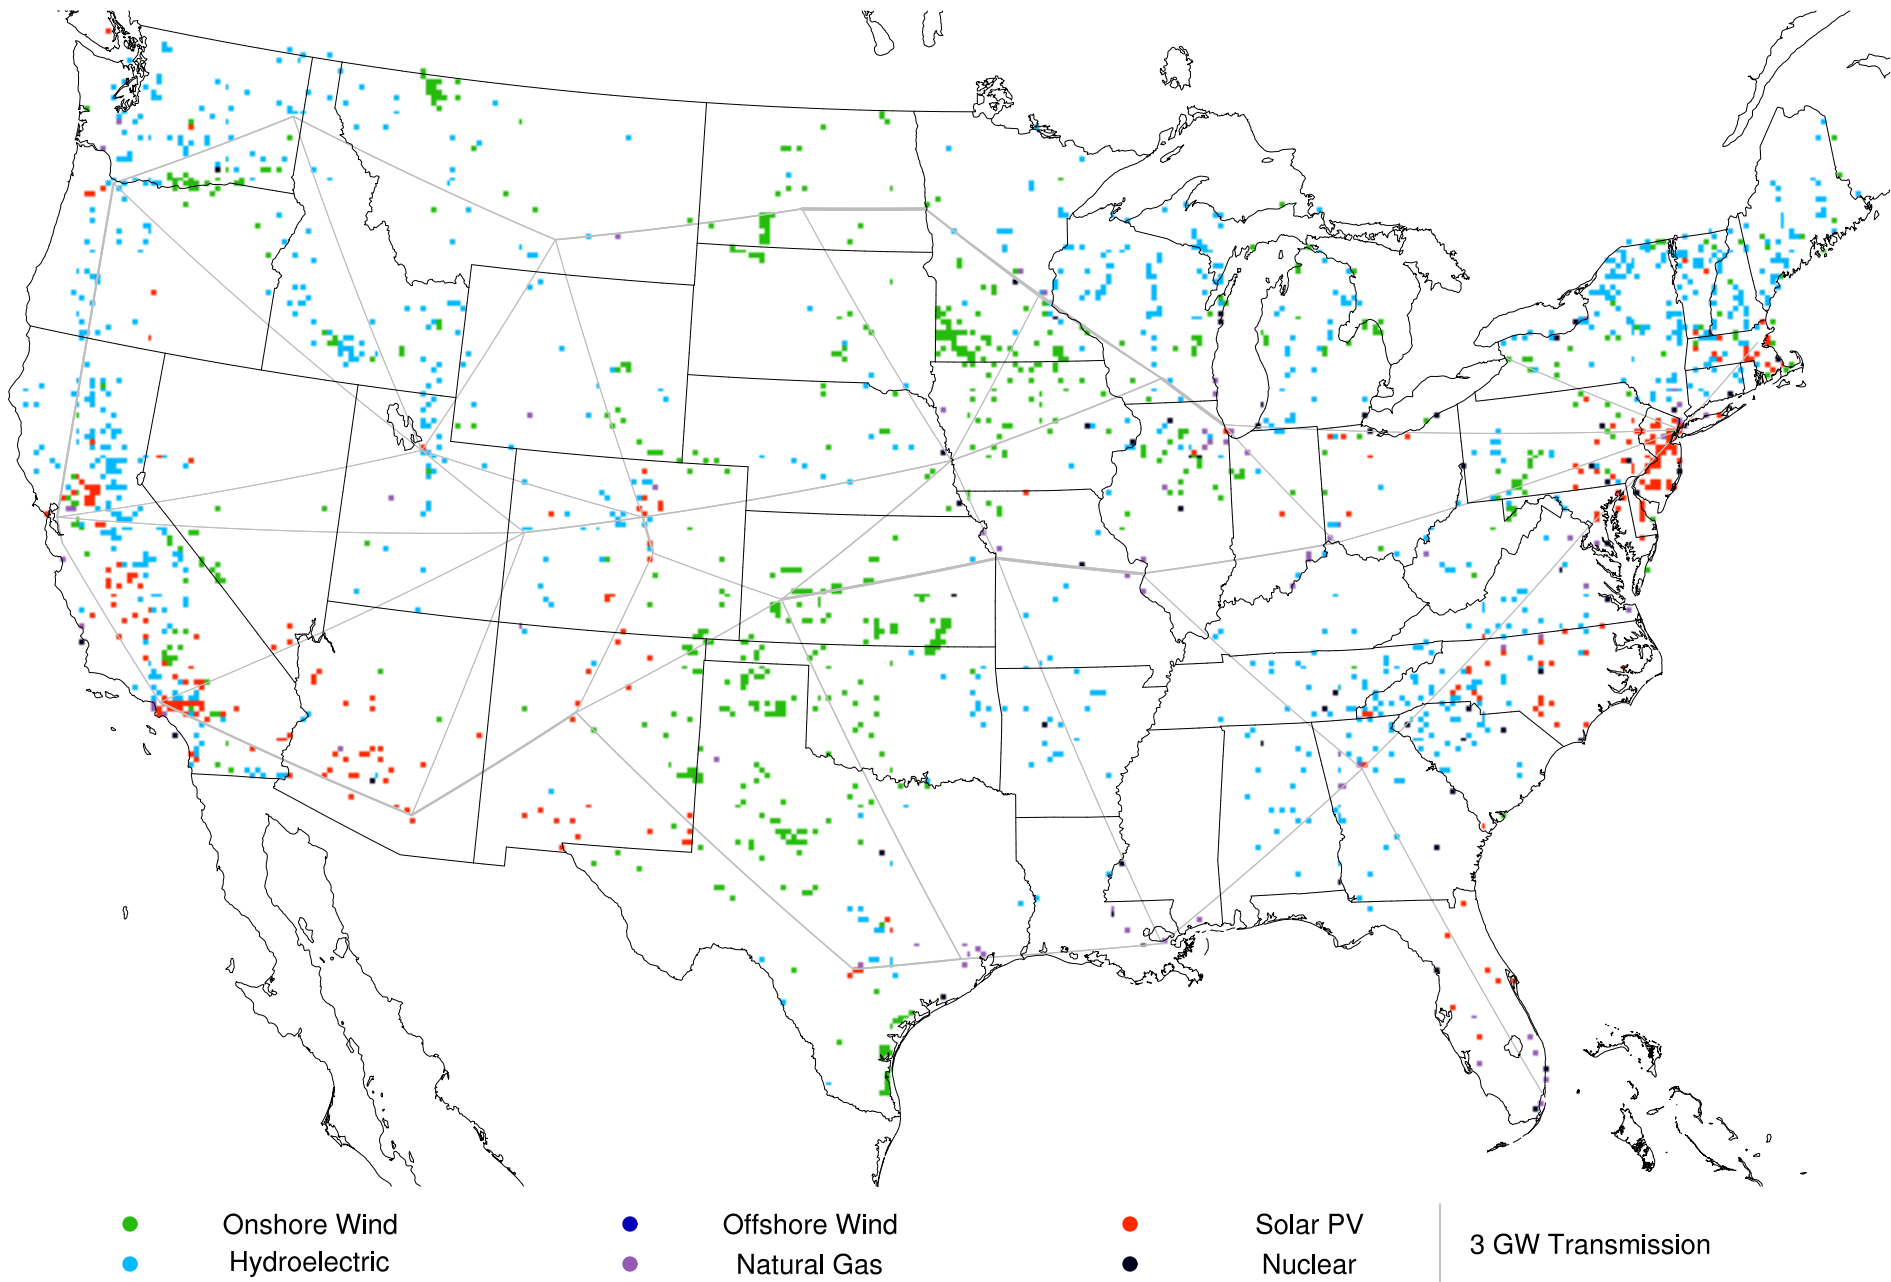 Onshore Wind Offshore Wind Solar PV
Hydroelectric Natural Gas Nuclear
3 GW Transmission